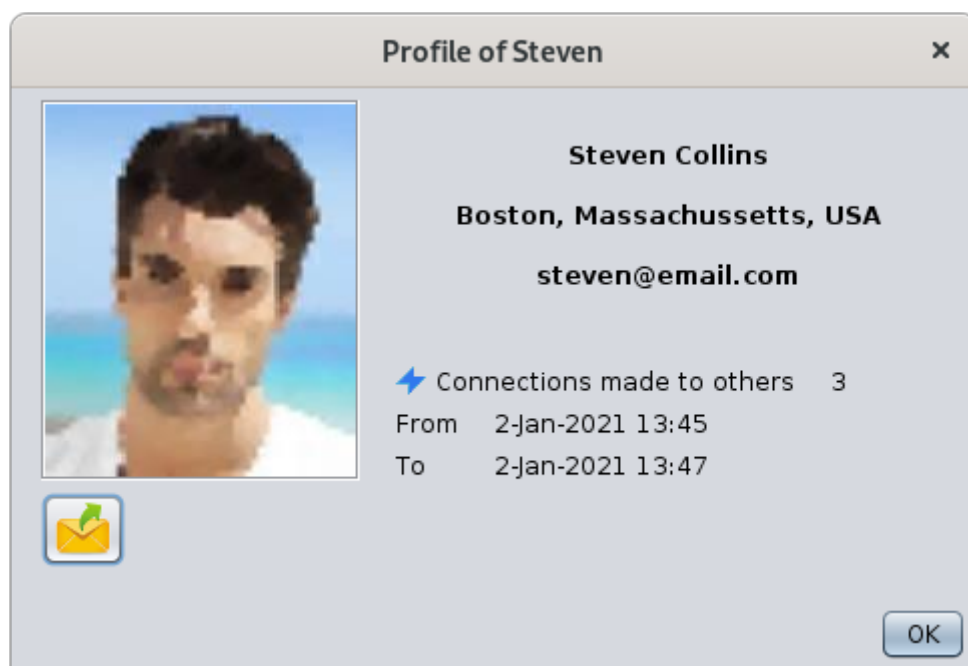 Profile of Steven
Steven Collins
Boston, Massachussetts, USA
steven@email.com
Connections made to others 3
From 2-Jan-2021 13:45
To 2-Jan-2021 13:47
OK